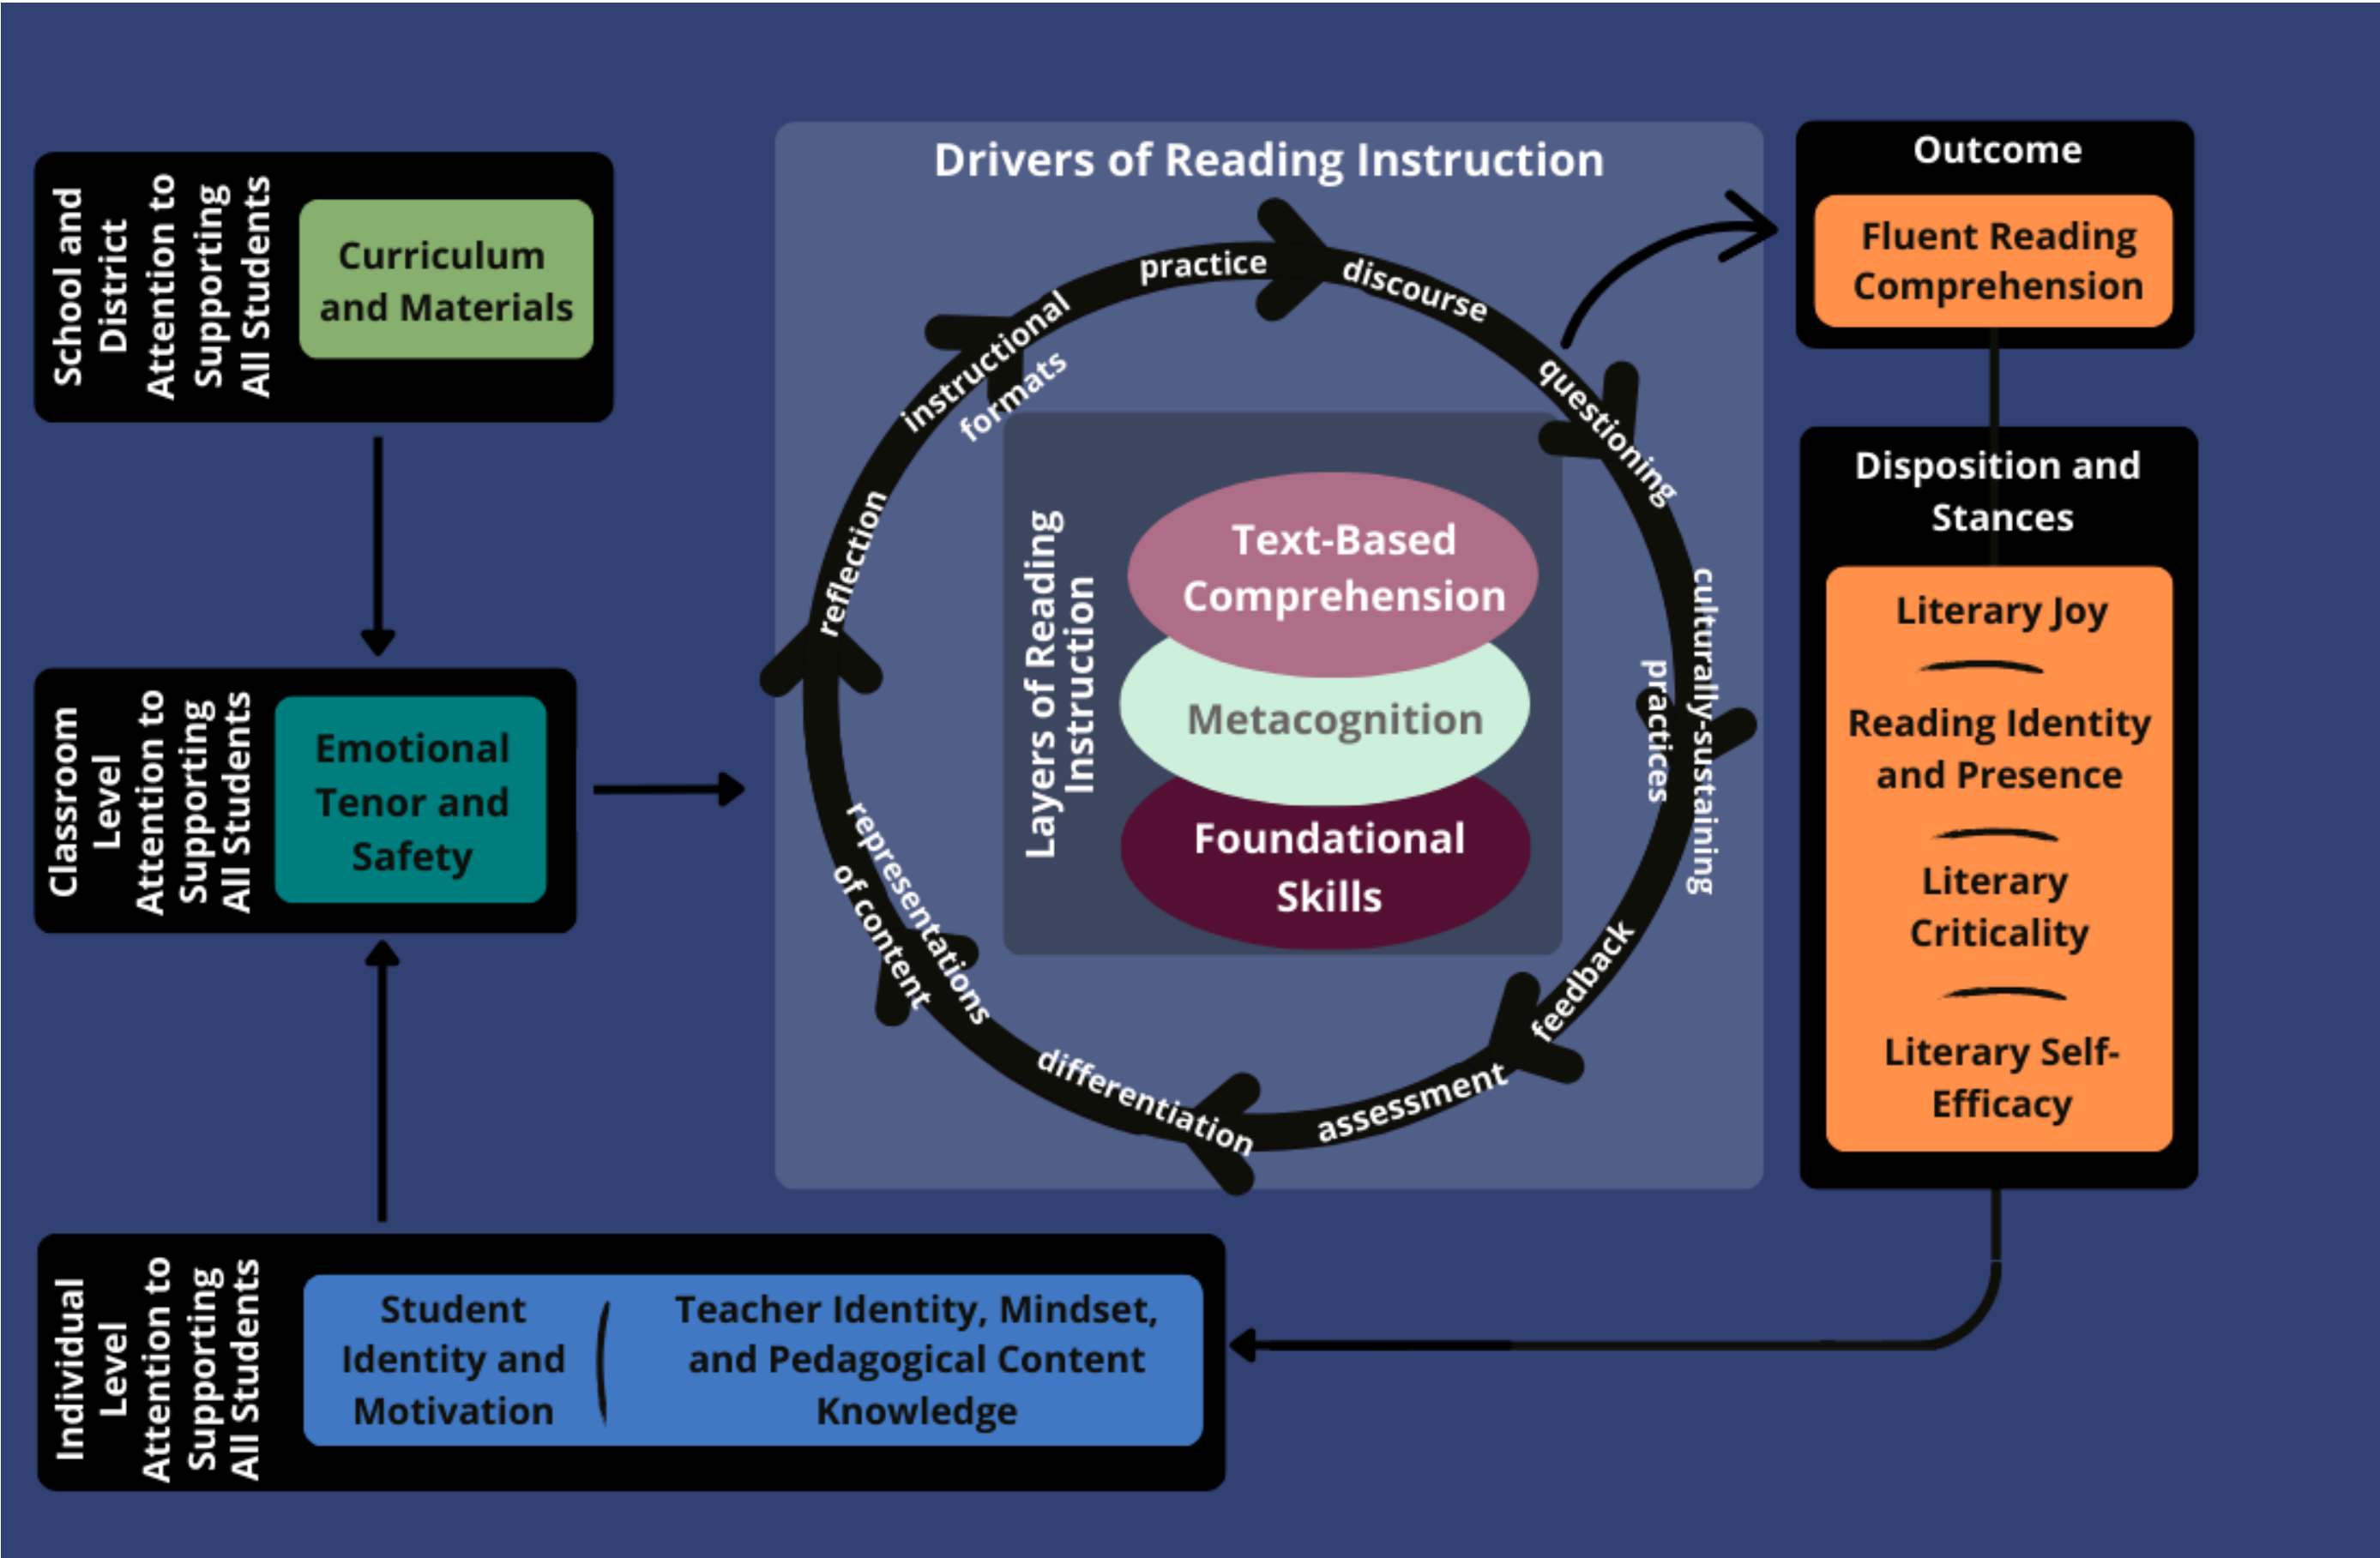 School and
District
Attention to
Supporting
All Students
Curriculum
and Materials
Classroom
Level
Attention to
Supporting
All Students
Emotional
Tenor and
Safety
Individual
Level
Attention to
Supporting
All Students
Student
Identity and
Motivation
Teacher Identity, Mindset,
and Pedagogical Content
Knowledge
Drivers of Reading Instruction
practice
discourse
questioning
culturally-sustaining
practices
feedback
assessment
differentiation
representations
of content
reflection
instructional
formats
Layers of Reading
Instruction
Text-Based
Comprehension
Metacognition
Foundational
Skills
Outcome
Fluent Reading
Comprehension
Disposition and
Stances
Literary Joy
Reading Identity
and Presence
Literary
Criticality
Literary Self-
Efficacy